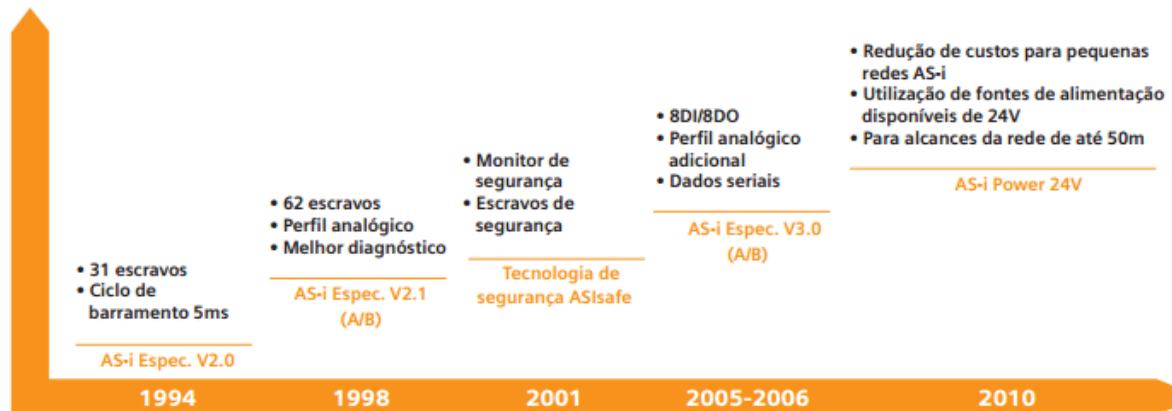 • 31 escravos
• Ciclo de
barramento 5ms
AS-i Espec. V2.0
1994
• 62 escravos
• Perfil analógico
• Melhor diagnóstico
AS-i Espec. V2.1
(A/B)
1998
• Monitor de
segurança
• Escravos de
segurança
Tecnologia de
segurança ASIsafe
2001
• 8DI/8DO
• Perfil analógico
adicional
• Dados seriais
AS-i Espec. V3.0
(A/B)
2005-2006
• Redução de custos para pequenas
redes AS-i
• Utilização de fontes de alimentação
disponíveis de 24V
• Para alcances da rede de até 50m
AS-i Power 24V
2010